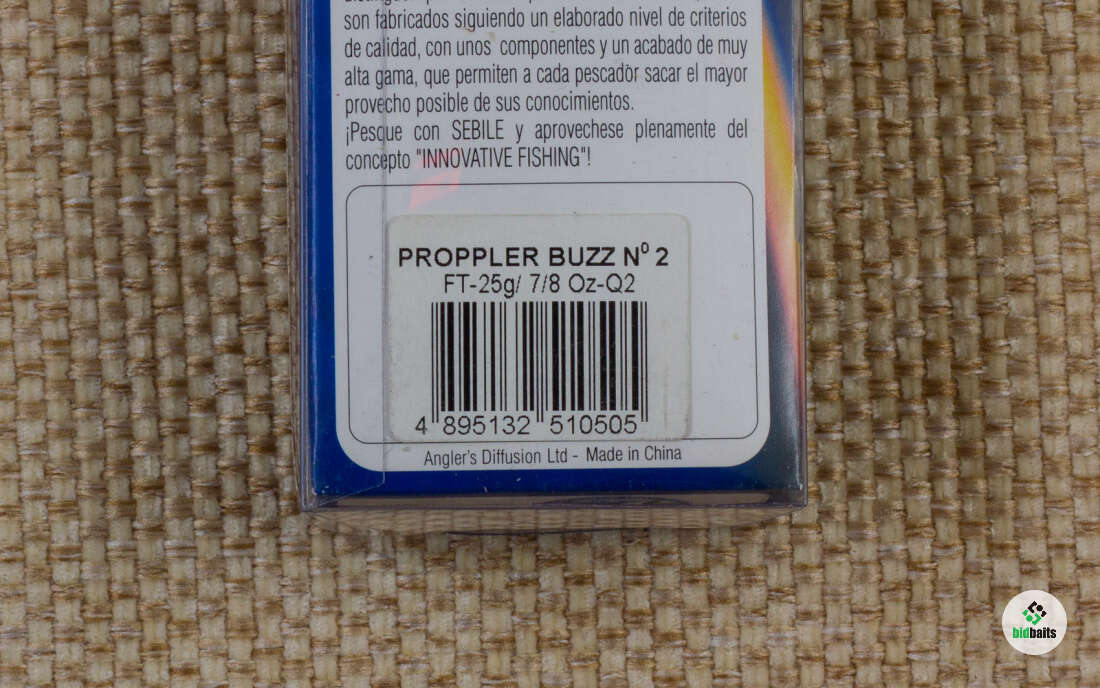 son fabricados siguiendo un elaborado nivel de criterios
de calidad, con unos componentes y un acabado de muy
alta gama, que permiten a cada pescador sacar el mayor
provecho posible de sus conocimientos.
¡Pesque con SEBILE y aprovechese plenamente del
concepto "INNOVATIVE FISHING"!
PROPPLER BUZZ Nº 2
FT-25g/ 7/8 Oz-Q2
4 895132 510505
Angler's Diffusion Ltd - Made in China
bidbaits